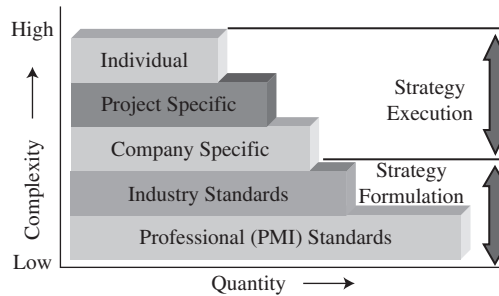 High
Individual
Project Specific
Company Specific
Industry Standards
Professional (PMI) Standards
Low
Complexity
Quantity
Strategy
Execution
Strategy
Formulation